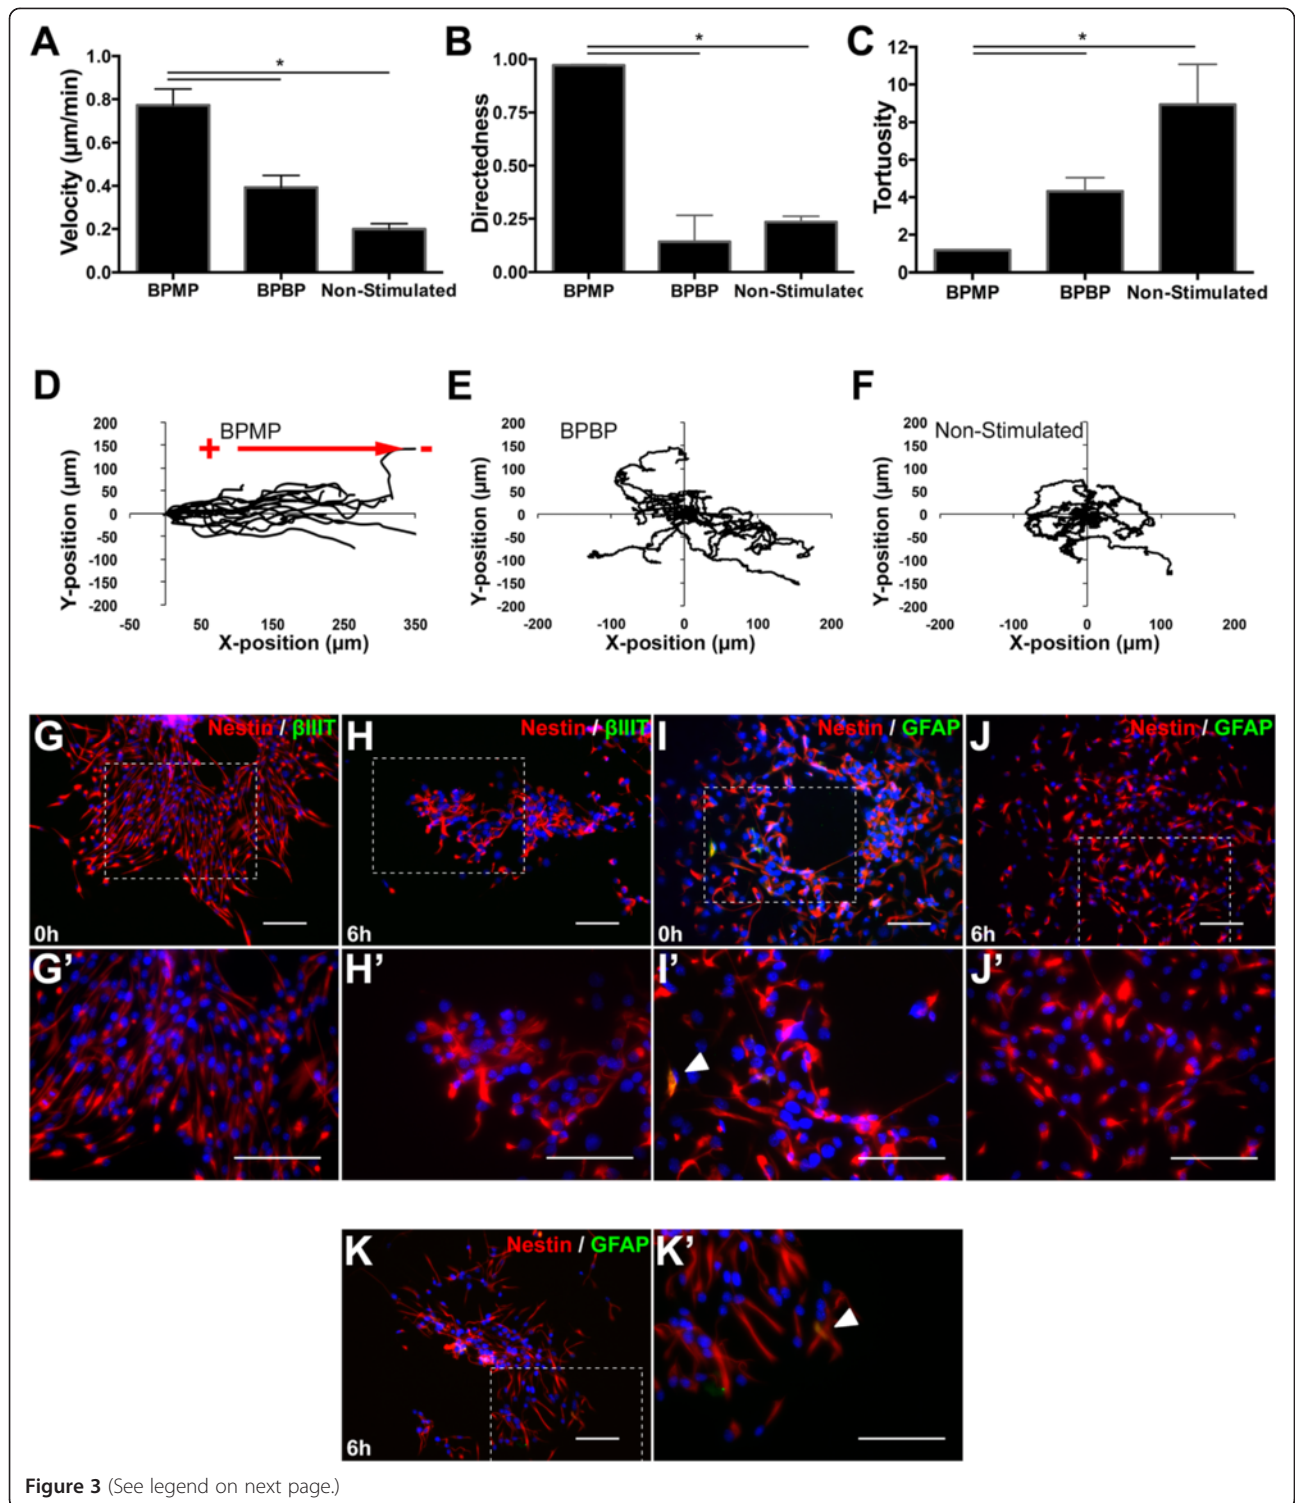 A
Velocity (µm/min)
1.0
0.8
0.6
0.4
0.2
0.0
*
BPMP
BPBP
Non-Stimulated
B
Directedness
1.00
0.75
0.50
0.25
0.00
*
BPMP
BPBP
Non-Stimulated
C
Tortuosity
12
10
8
6
4
2
0
*
BPMP
BPBP
Non-Stimulated
D
BPMP
+
-
Y-position (µm)
200
150
100
50
0
-50
-100
-150
-200
-50
50
150
250
350
X-position (µm)
E
BPBP
Y-position (µm)
200
150
100
50
0
-50
-100
-150
-200
-200
-100
0
100
200
X-position (µm)
F
Non-Stimulated
Y-position (µm)
200
150
100
50
0
-50
-100
-150
-200
-200
-100
0
100
200
X-position (µm)
G
Nestin / βIIIT
0h
H
Nestin / βIIIT
6h
I
Nestin / GFAP
0h
J
Nestin / GFAP
6h
G’
H’
I’
J’
K
Nestin / GFAP
6h
K’
Figure 3 (See legend on next page.)